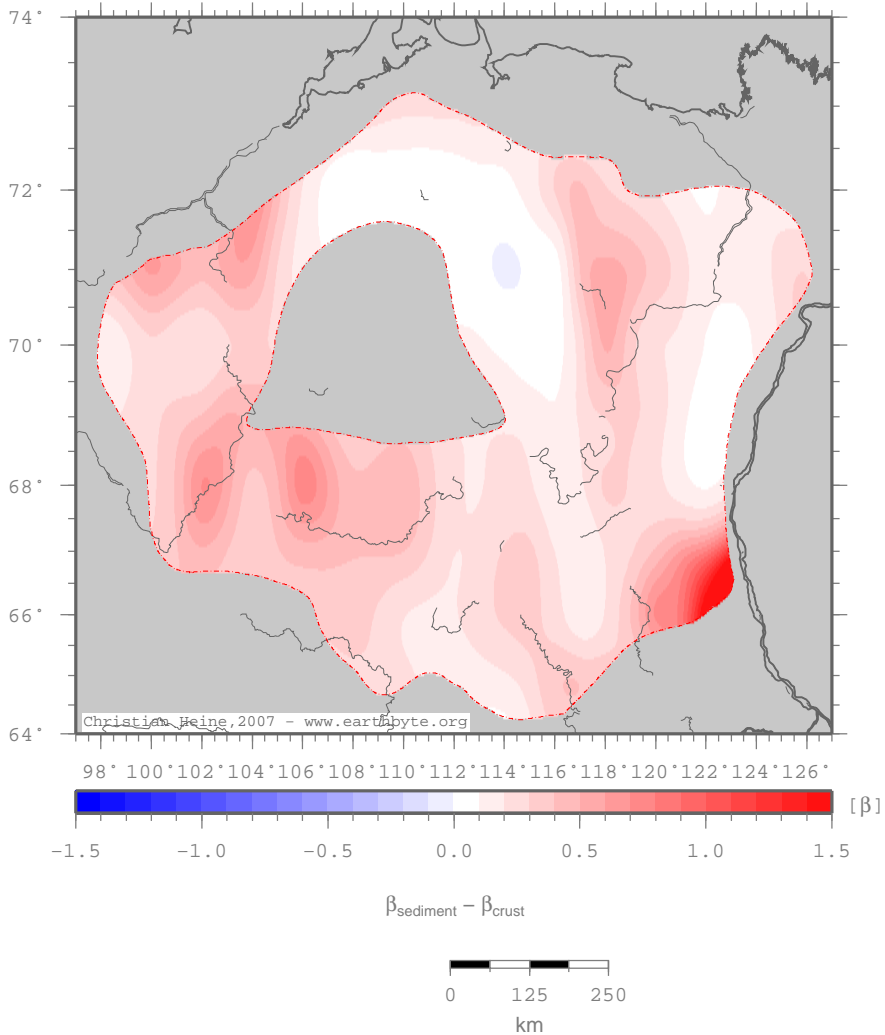 74°
72°
70°
68°
66°
64°
Christian Heine,2007 - www.earthbyte.org
98° 100° 102° 104° 106° 108° 110° 112° 114° 116° 118° 120° 122° 124° 126°
[β]
-1.5 -1.0 -0.5 0.0 0.5 1.0 1.5
βsediment − βcrust
0 125 250
km